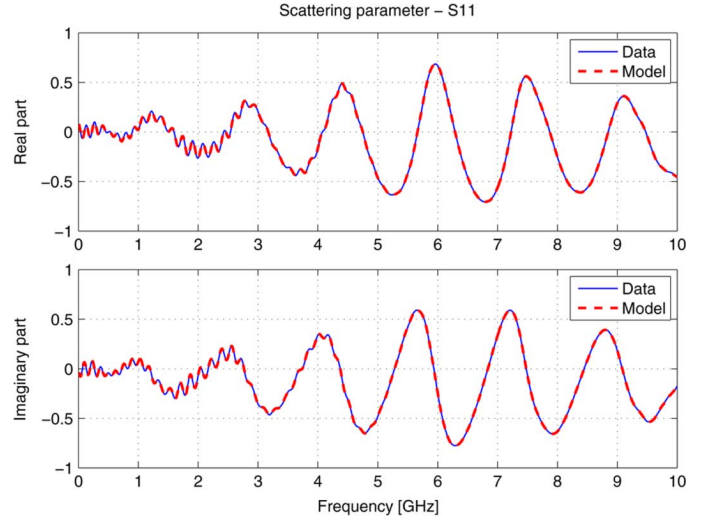 Scattering parameter – S11
1
0.5
0
−0.5
−1
Real part
Data
Model
0 1 2 3 4 5 6 7 8 9 10
1
0.5
0
−0.5
−1
Imaginary part
Data
Model
0 1 2 3 4 5 6 7 8 9 10
Frequency [GHz]